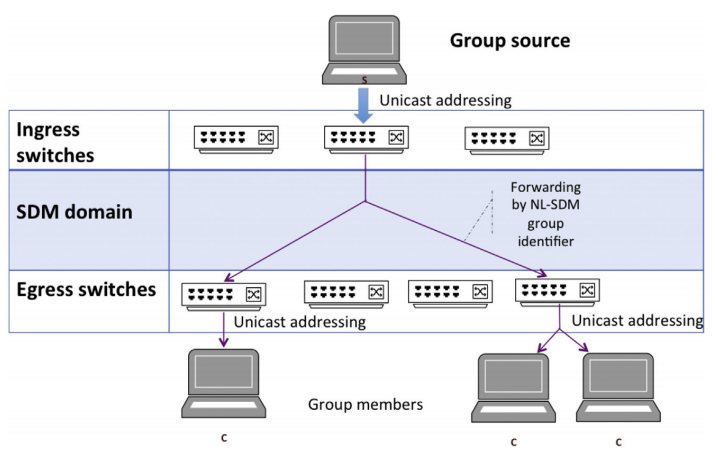 Group source
s
Unicast addressing
Ingress
switches
SDM domain
Forwarding
by NL-SDM
group
identifier
Egress switches
Unicast addressing
Unicast addressing
Group members
c
c
c